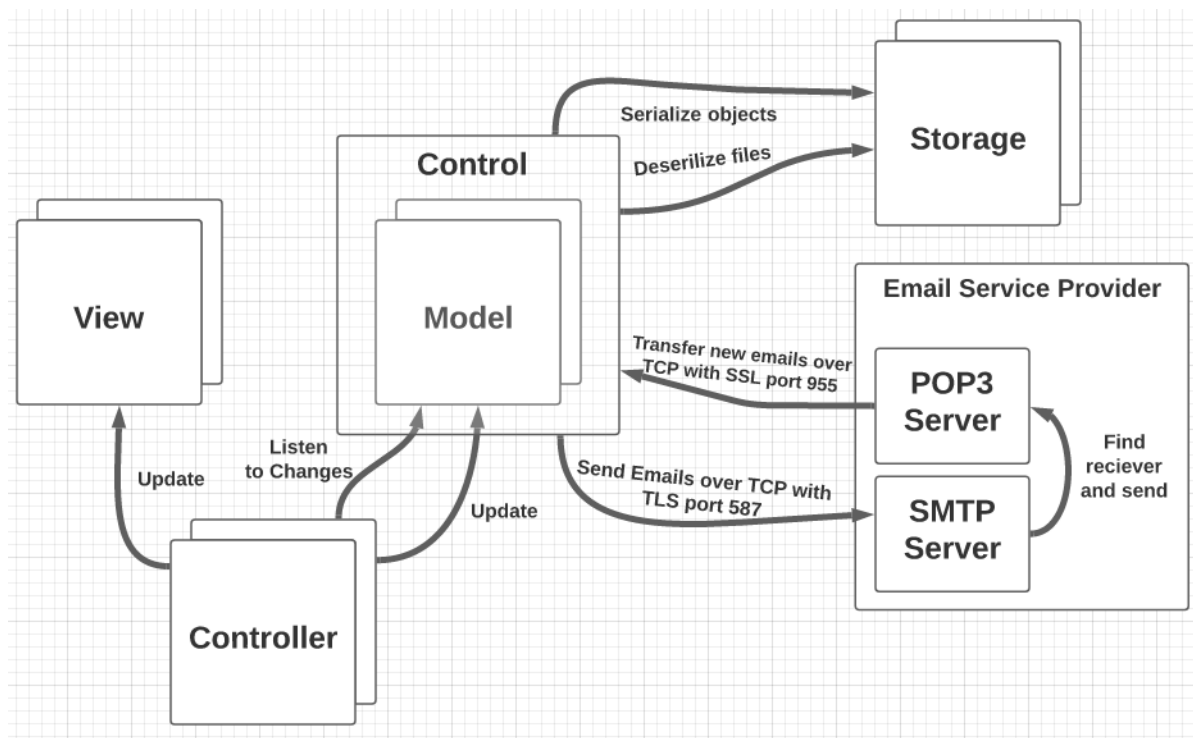 Serialize objects
Deserilize files
Storage
Control
Model
View
Email Service Provider
Transfer new emails over
TCP with SSL port 955
POP3
Server
Find
reciever
and send
Listen
to Changes
Update
Update
Send Emails over TCP with
TLS port 587
SMTP
Server
Controller